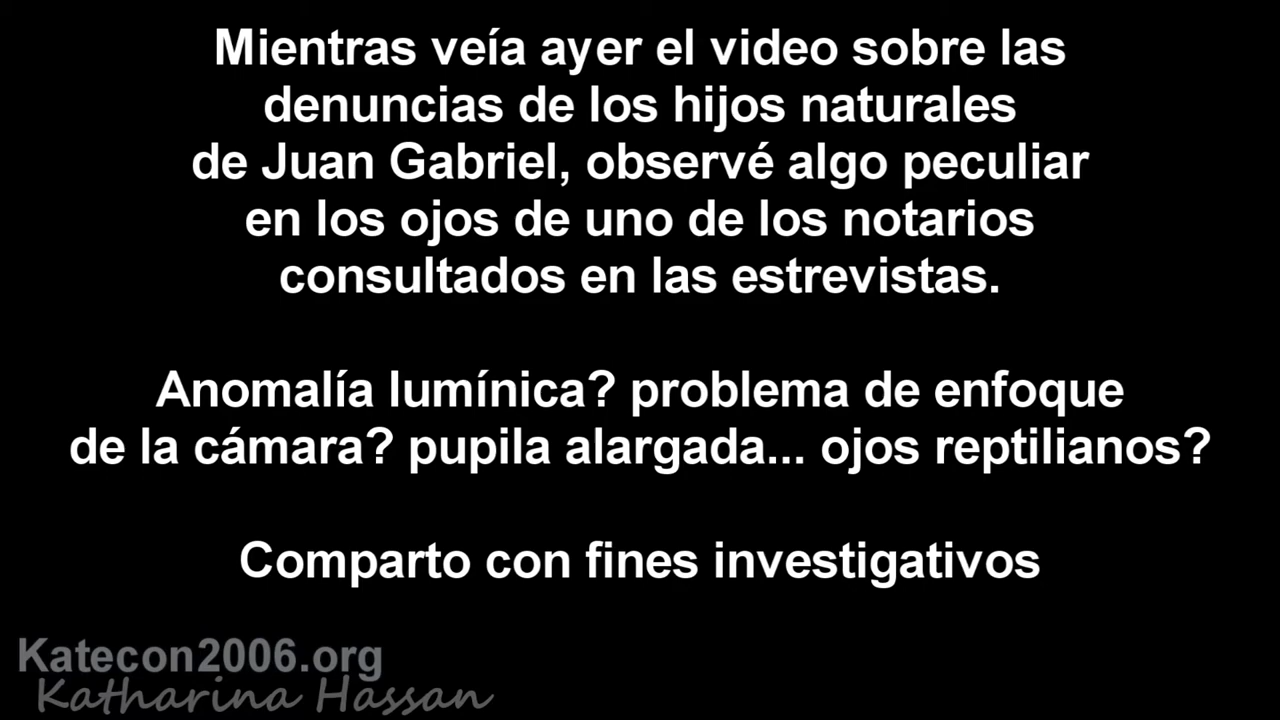 Mientras veía ayer el video sobre las
denuncias de los hijos naturales
de Juan Gabriel, observé algo peculiar
en los ojos de uno de los notarios
consultados en las estrevistas.
Anomalía lumínica? problema de enfoque
de la cámara? pupila alargada... ojos reptilianos?
Comparto con fines investigativos
Katecon2006.org
Katharina Hassan